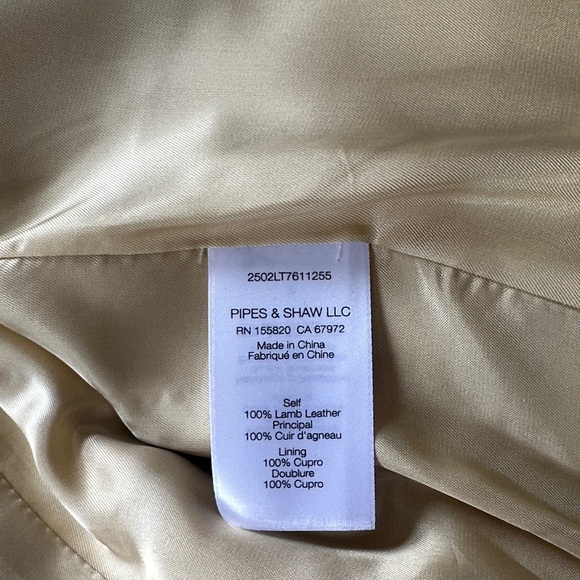 2502LT7611255
PIPES & SHAW LLC
RN 155820 CA 67972
Made in China
Fabriqué en Chine
Self
100% Lamb Leather
Principal
100% Cuir d'agneau
Lining
100% Cupro
Doublure
100% Cupro